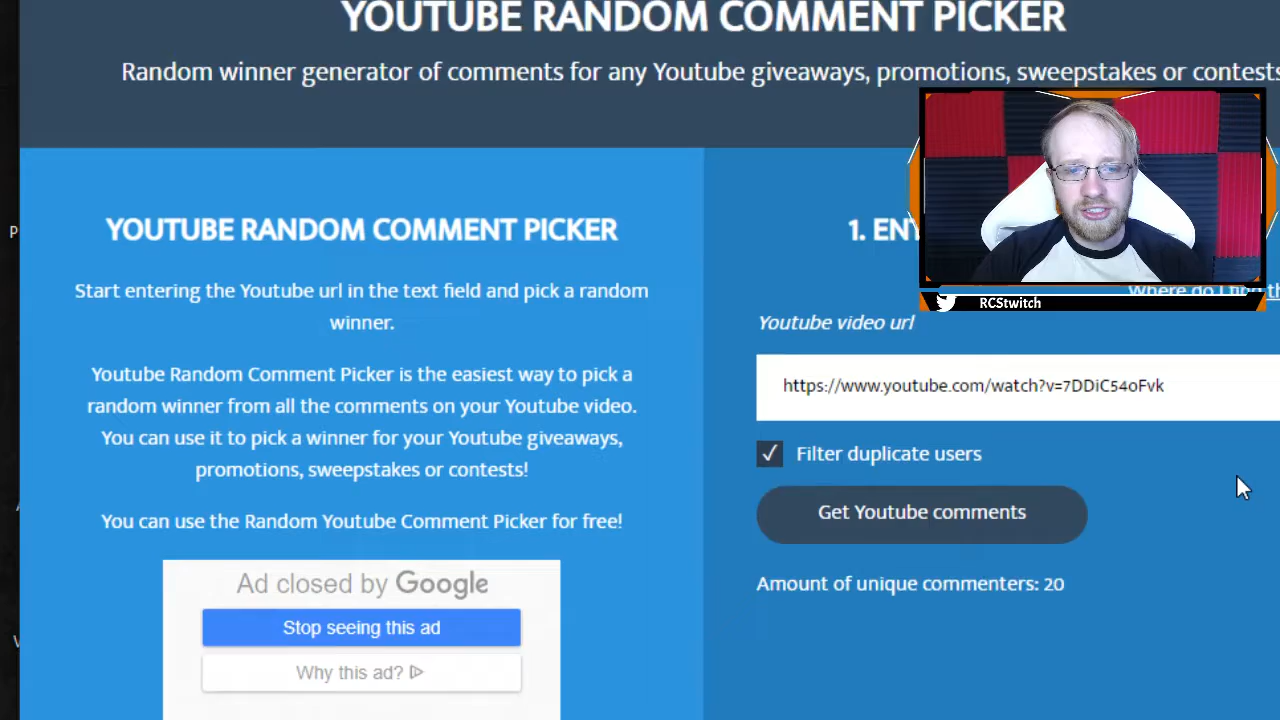 YOUTUBE RANDOM COMMENT PICKER
Random winner generator of comments for any Youtube giveaways, promotions, sweepstakes or contests
YOUTUBE RANDOM COMMENT PICKER
Start entering the Youtube url in the text field and pick a random
winner.
Youtube Random Comment Picker is the easiest way to pick a
random winner from all the comments on your Youtube video.
You can use it to pick a winner for your Youtube giveaways,
promotions, sweepstakes or contests!
You can use the Random Youtube Comment Picker for free!
Ad closed by Google
Stop seeing this ad
Why this ad?
1.
RCStwitch
Where do I find
Youtube video url
https://www.youtube.com/watch?v=7DDiC54oFvk
Filter duplicate users
Get Youtube comments
Amount of unique commenters: 20